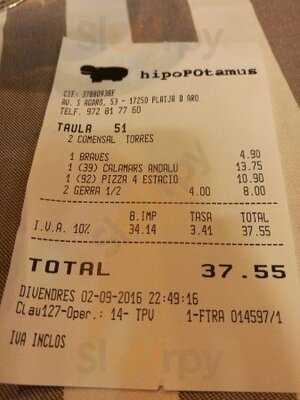 hipoPOtamus
CIF: 37880938F
AV. S AGARO, 53 - 17250 PLATJA D ARO
TELF. 972 81 77 60
TAULA 51
2 COMENSAL TORRES
1 BRAVES 4.90
1 (39) CALAMARS ANDALU 13.75
1 (92) PIZZA 4 ESTACIO 10.90
2 GERRA 1/2 4.00 8.00
B.IMP TASA TOTAL
I.V.A. 10% 34.14 3.41 37.55
TOTAL 37.55
DIVENDRES 02-09-2016 22:49:16
Clau127-Oper.: 14- TPV 1-FTRA 014597/1
IVA INCLOS